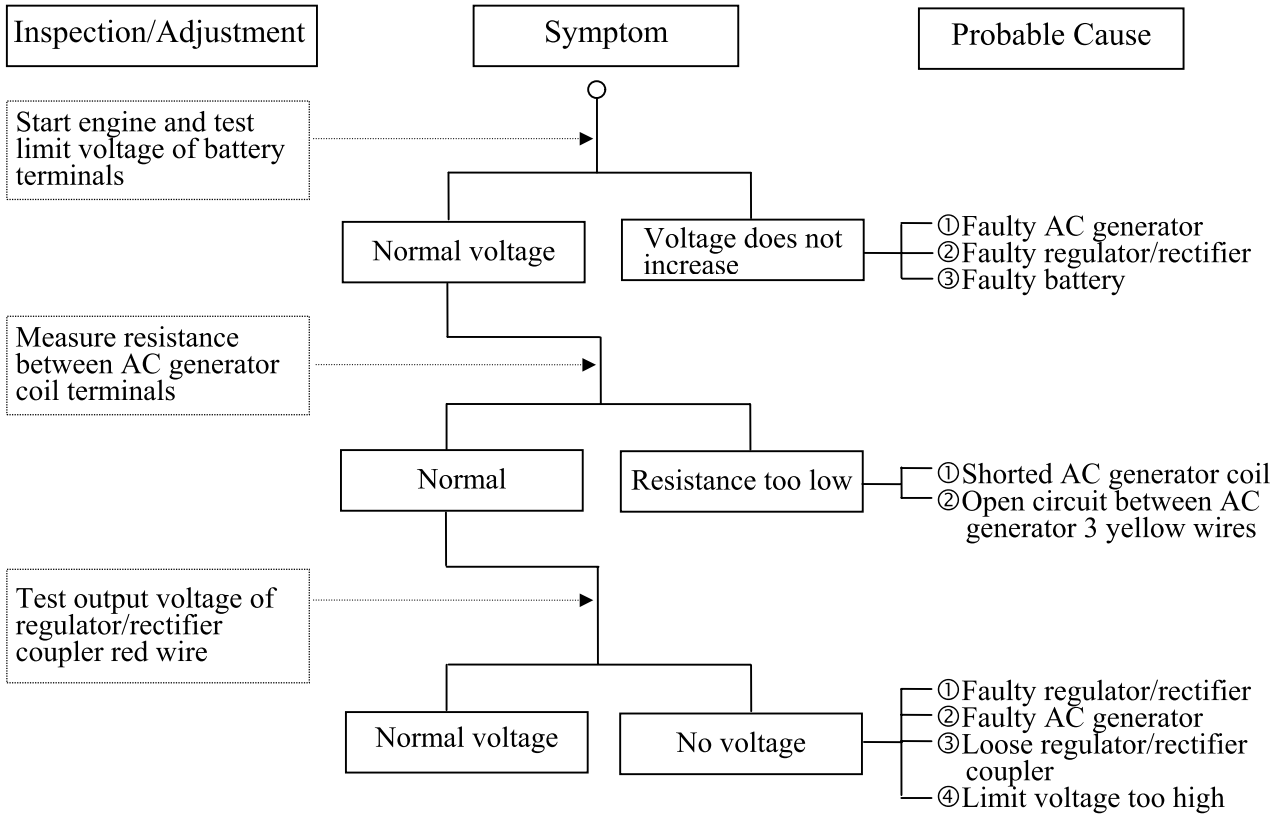 Inspection/Adjustment
Symptom
Probable Cause
Start engine and test
limit voltage of battery
terminals
Normal voltage
Voltage does not
increase
①Faulty AC generator
②Faulty regulator/rectifier
③Faulty battery
Measure resistance
between AC generator
coil terminals
Normal
Resistance too low
①Shorted AC generator coil
②Open circuit between AC
generator 3 yellow wires
Test output voltage of
regulator/rectifier
coupler red wire
Normal voltage
No voltage
①Faulty regulator/rectifier
②Faulty AC generator
③Loose regulator/rectifier
coupler
④Limit voltage too high